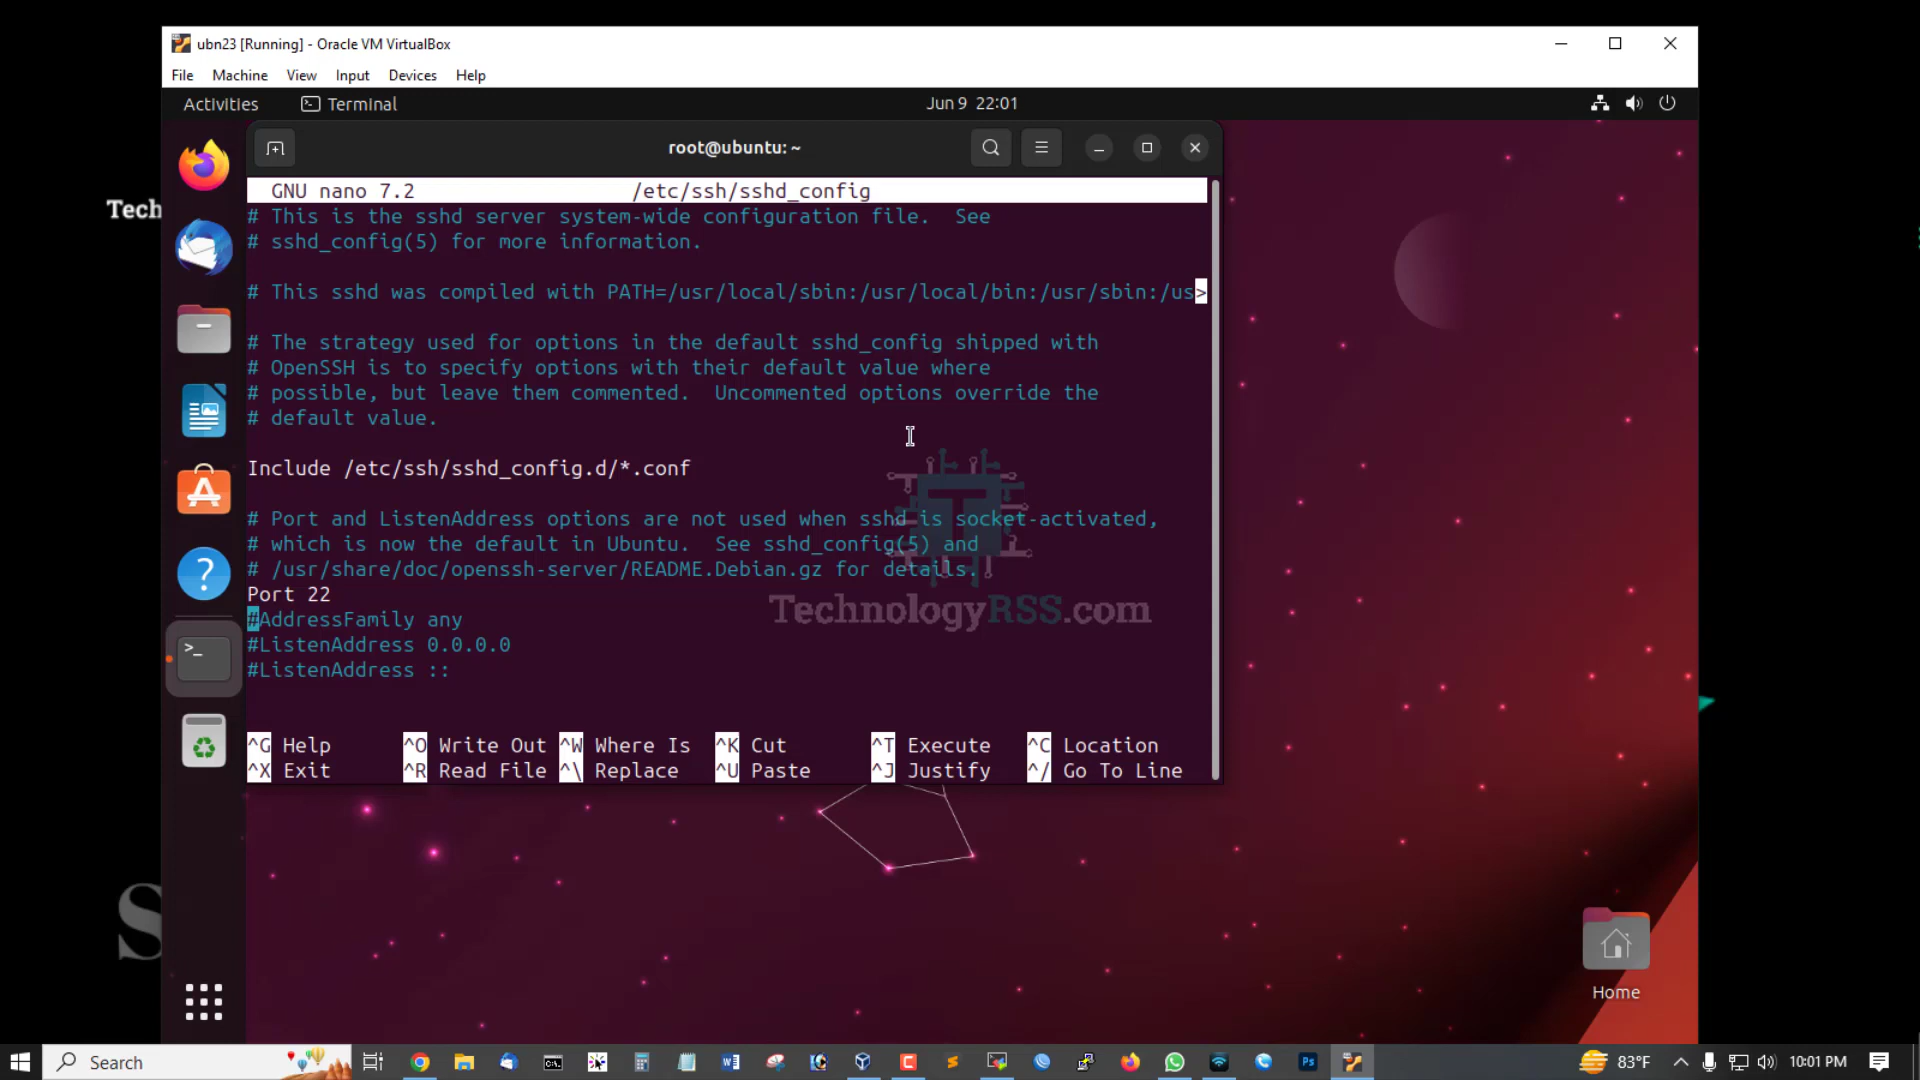 ubn23 [Running] - Oracle VM VirtualBox
File Machine View Input Devices Help
Activities Terminal Jun 9 22:01
root@ubuntu: ~
Tech
GNU nano 7.2 /etc/ssh/sshd_config
# This is the sshd server system-wide configuration file.  See
# sshd_config(5) for more information.
# This sshd was compiled with PATH=/usr/local/sbin:/usr/local/bin:/usr/sbin:/us>
# The strategy used for options in the default sshd_config shipped with
# OpenSSH is to specify options with their default value where
# possible, but leave them commented.  Uncommented options override the
# default value.
Include /etc/ssh/sshd_config.d/*.conf
# Port and ListenAddress options are not used when sshd is socket-activated,
# which is now the default in Ubuntu.  See sshd_config(5) and
# /usr/share/doc/openssh-server/README.Debian.gz for details.
Port 22
#AddressFamily any
#ListenAddress 0.0.0.0
#ListenAddress ::
TechnologyRSS.com
^G Help ^O Write Out ^W Where Is ^K Cut ^T Execute ^C Location
^X Exit ^R Read File ^\ Replace ^U Paste ^J Justify ^/ Go To Line
S
Home
Search 83°F 10:01 PM